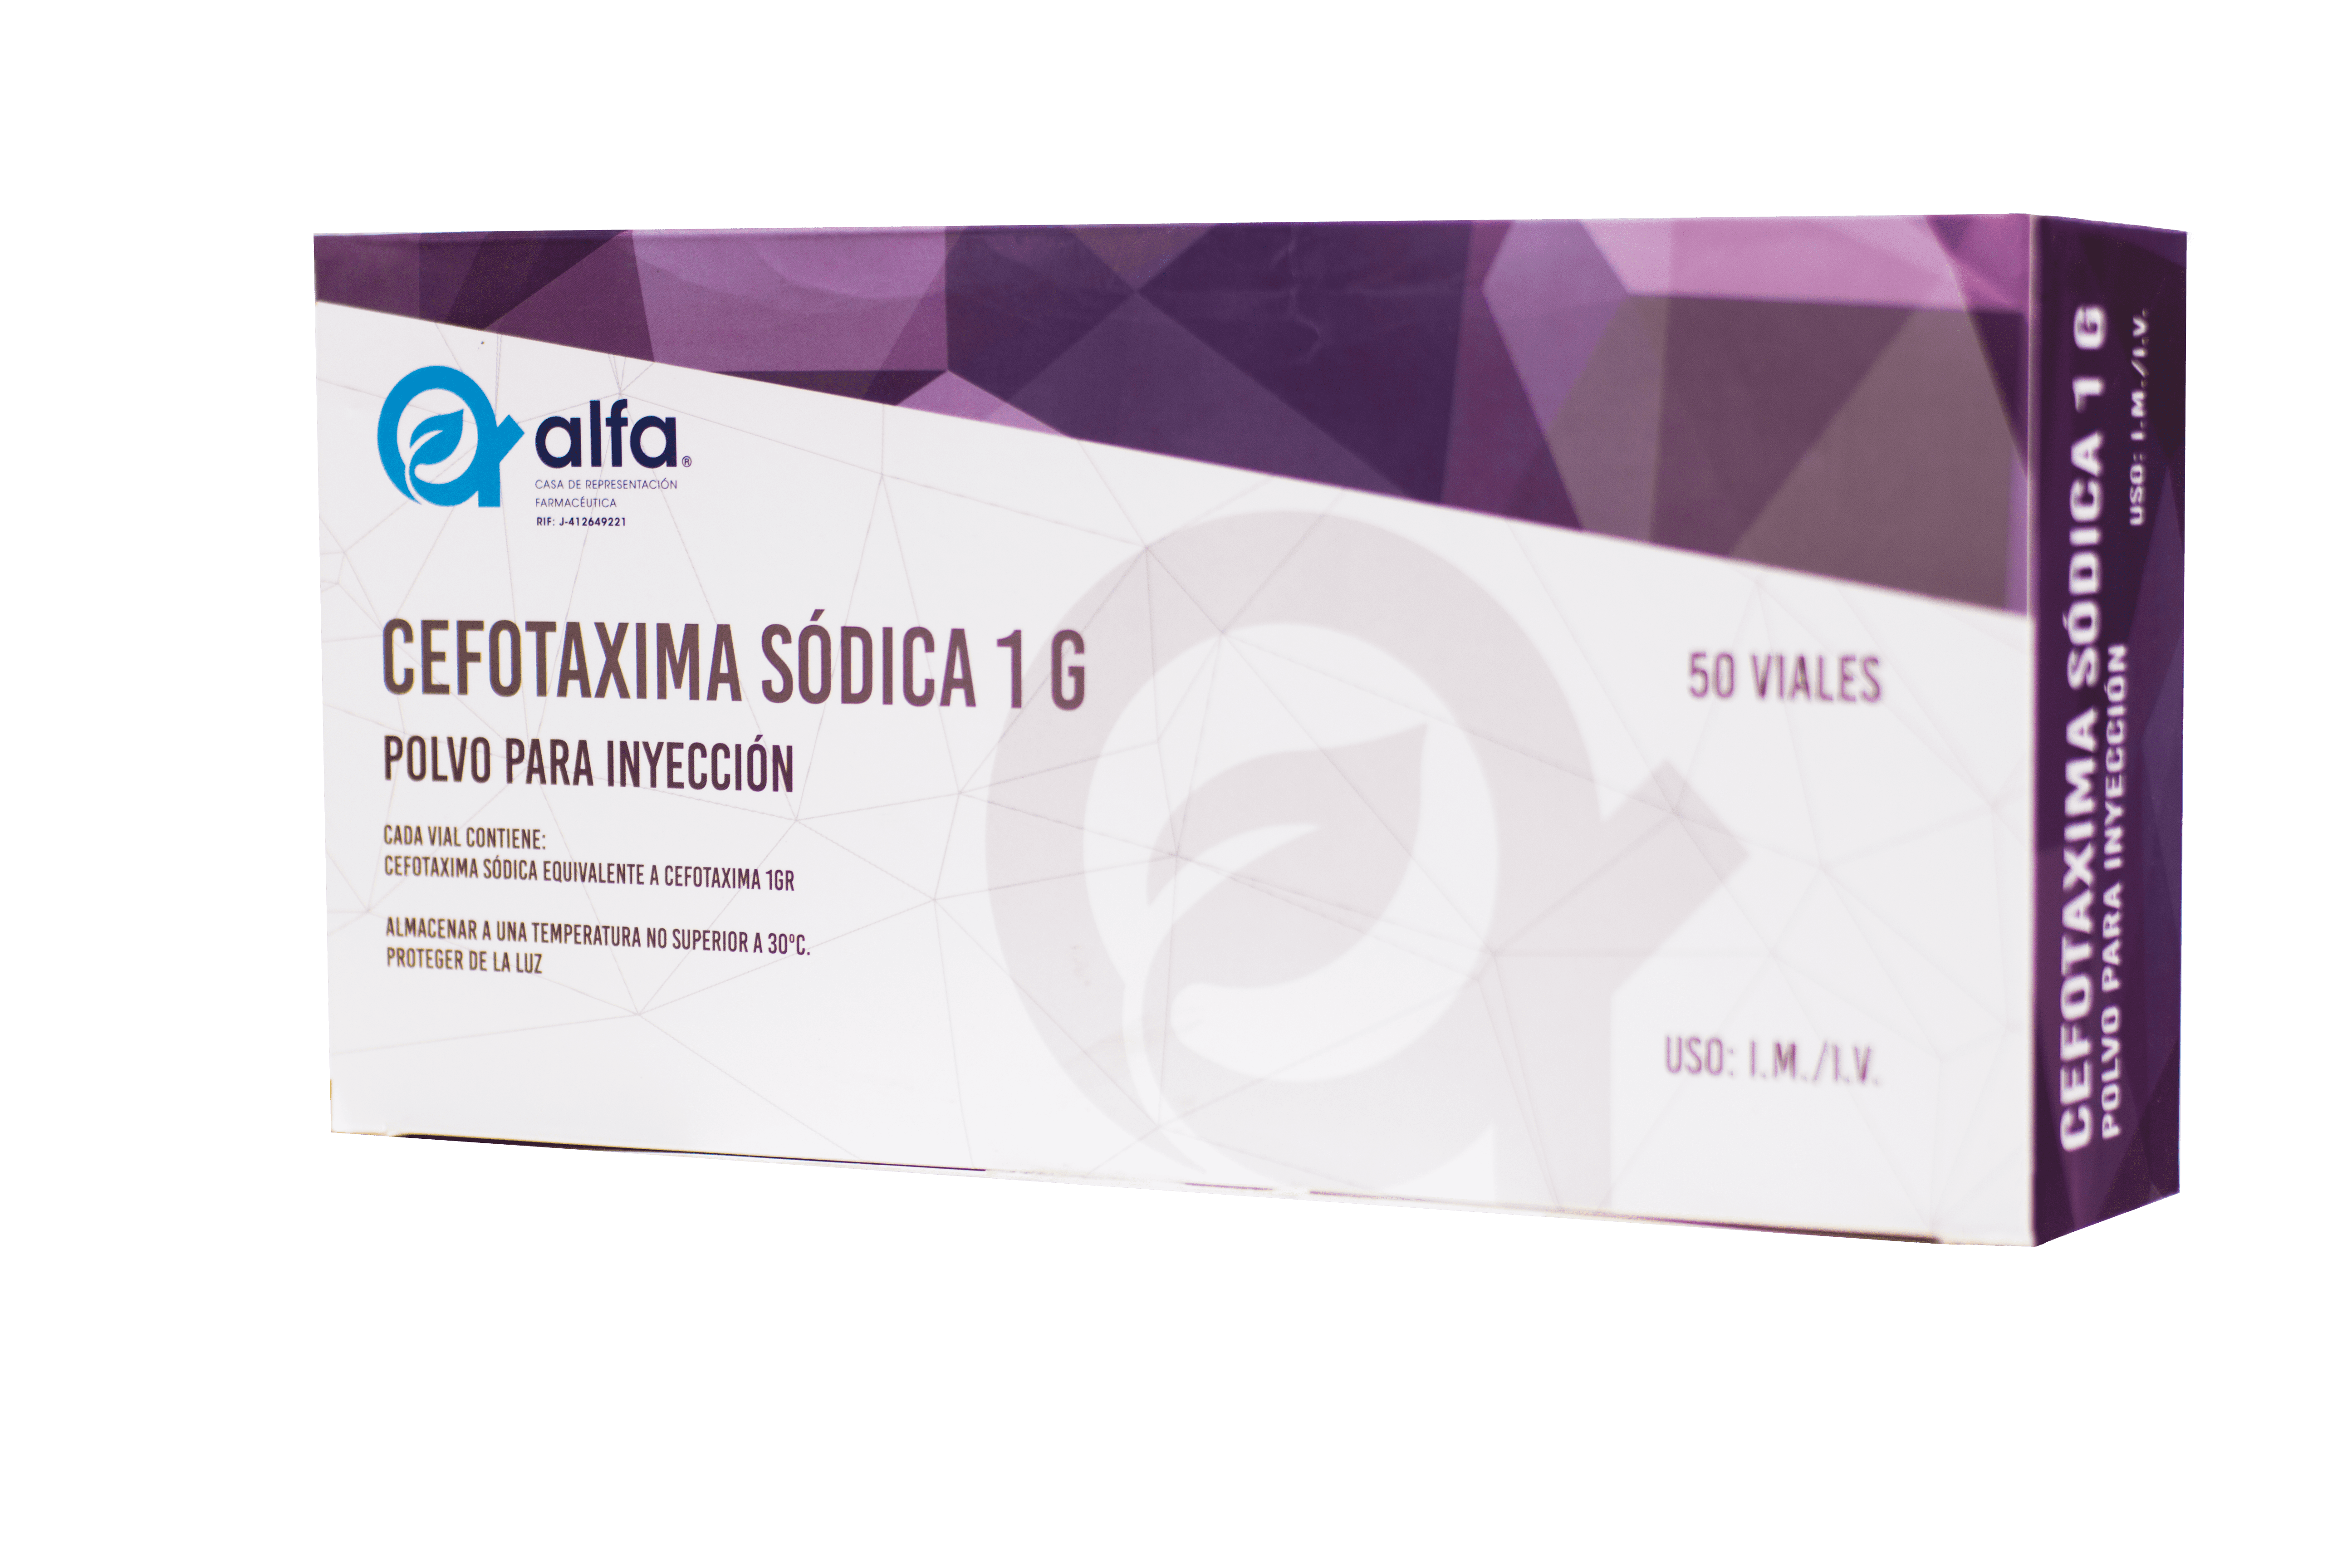 alfa®
CASA DE REPRESENTACIÓN
FARMACÉUTICA
RIF: J-412649221
CEFOTAXIMA SÓDICA 1 G
50 VIALES
POLVO PARA INYECCIÓN
CADA VIAL CONTIENE:
CEFOTAXIMA SÓDICA EQUIVALENTE A CEFOTAXIMA 1GR
ALMACENAR A UNA TEMPERATURA NO SUPERIOR A 30ºC.
PROTEGER DE LA LUZ
USO: I.M./I.V.
CEFOTAXIMA SÓDICA 1 G
POLVO PARA INYECCIÓN
USO: I.M./I.V.